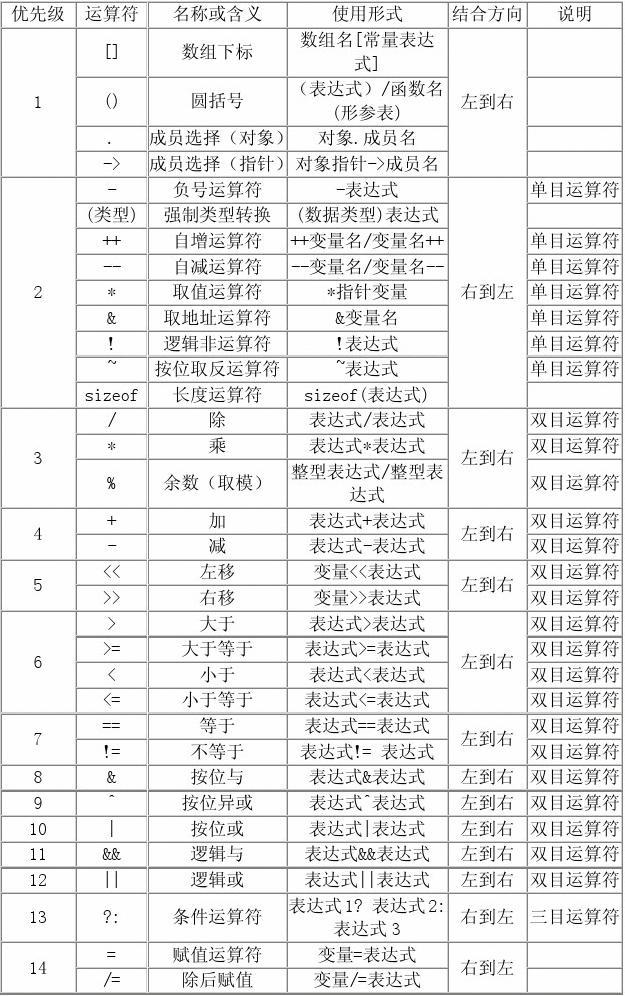 优先级 运算符 名称或含义 使用形式 结合方向 说明
1 [] 数组下标 数组名[常量表达 左到右
式]
() 圆括号 （表达式）/函数名
(形参表)
. 成员选择（对象） 对象.成员名
-> 成员选择（指针） 对象指针->成员名
2 - 负号运算符 -表达式 右到左 单目运算符
(类型) 强制类型转换 (数据类型)表达式
++ 自增运算符 ++变量名/变量名++ 单目运算符
-- 自减运算符 --变量名/变量名-- 单目运算符
* 取值运算符 *指针变量 单目运算符
& 取地址运算符 &变量名 单目运算符
! 逻辑非运算符 !表达式 单目运算符
~ 按位取反运算符 ~表达式 单目运算符
sizeof 长度运算符 sizeof(表达式)
3 / 除 表达式/表达式 左到右 双目运算符
* 乘 表达式*表达式 双目运算符
% 余数（取模） 整型表达式/整型表 双目运算符
达式
4 + 加 表达式+表达式 左到右 双目运算符
- 减 表达式-表达式 双目运算符
5 << 左移 变量<<表达式 左到右 双目运算符
>> 右移 变量>>表达式 双目运算符
6 > 大于 表达式>表达式 左到右 双目运算符
>= 大于等于 表达式>=表达式 双目运算符
< 小于 表达式<表达式 双目运算符
<= 小于等于 表达式<=表达式 双目运算符
7 == 等于 表达式==表达式 左到右 双目运算符
!= 不等于 表达式!= 表达式 双目运算符
8 & 按位与 表达式&表达式 左到右 双目运算符
9 ^ 按位异或 表达式^表达式 左到右 双目运算符
10 | 按位或 表达式|表达式 左到右 双目运算符
11 && 逻辑与 表达式&&表达式 左到右 双目运算符
12 || 逻辑或 表达式||表达式 左到右 双目运算符
13 ?: 条件运算符 表达式1? 表达式2: 右到左 三目运算符
表达式3
14 = 赋值运算符 变量=表达式 右到左
/= 除后赋值 变量/=表达式